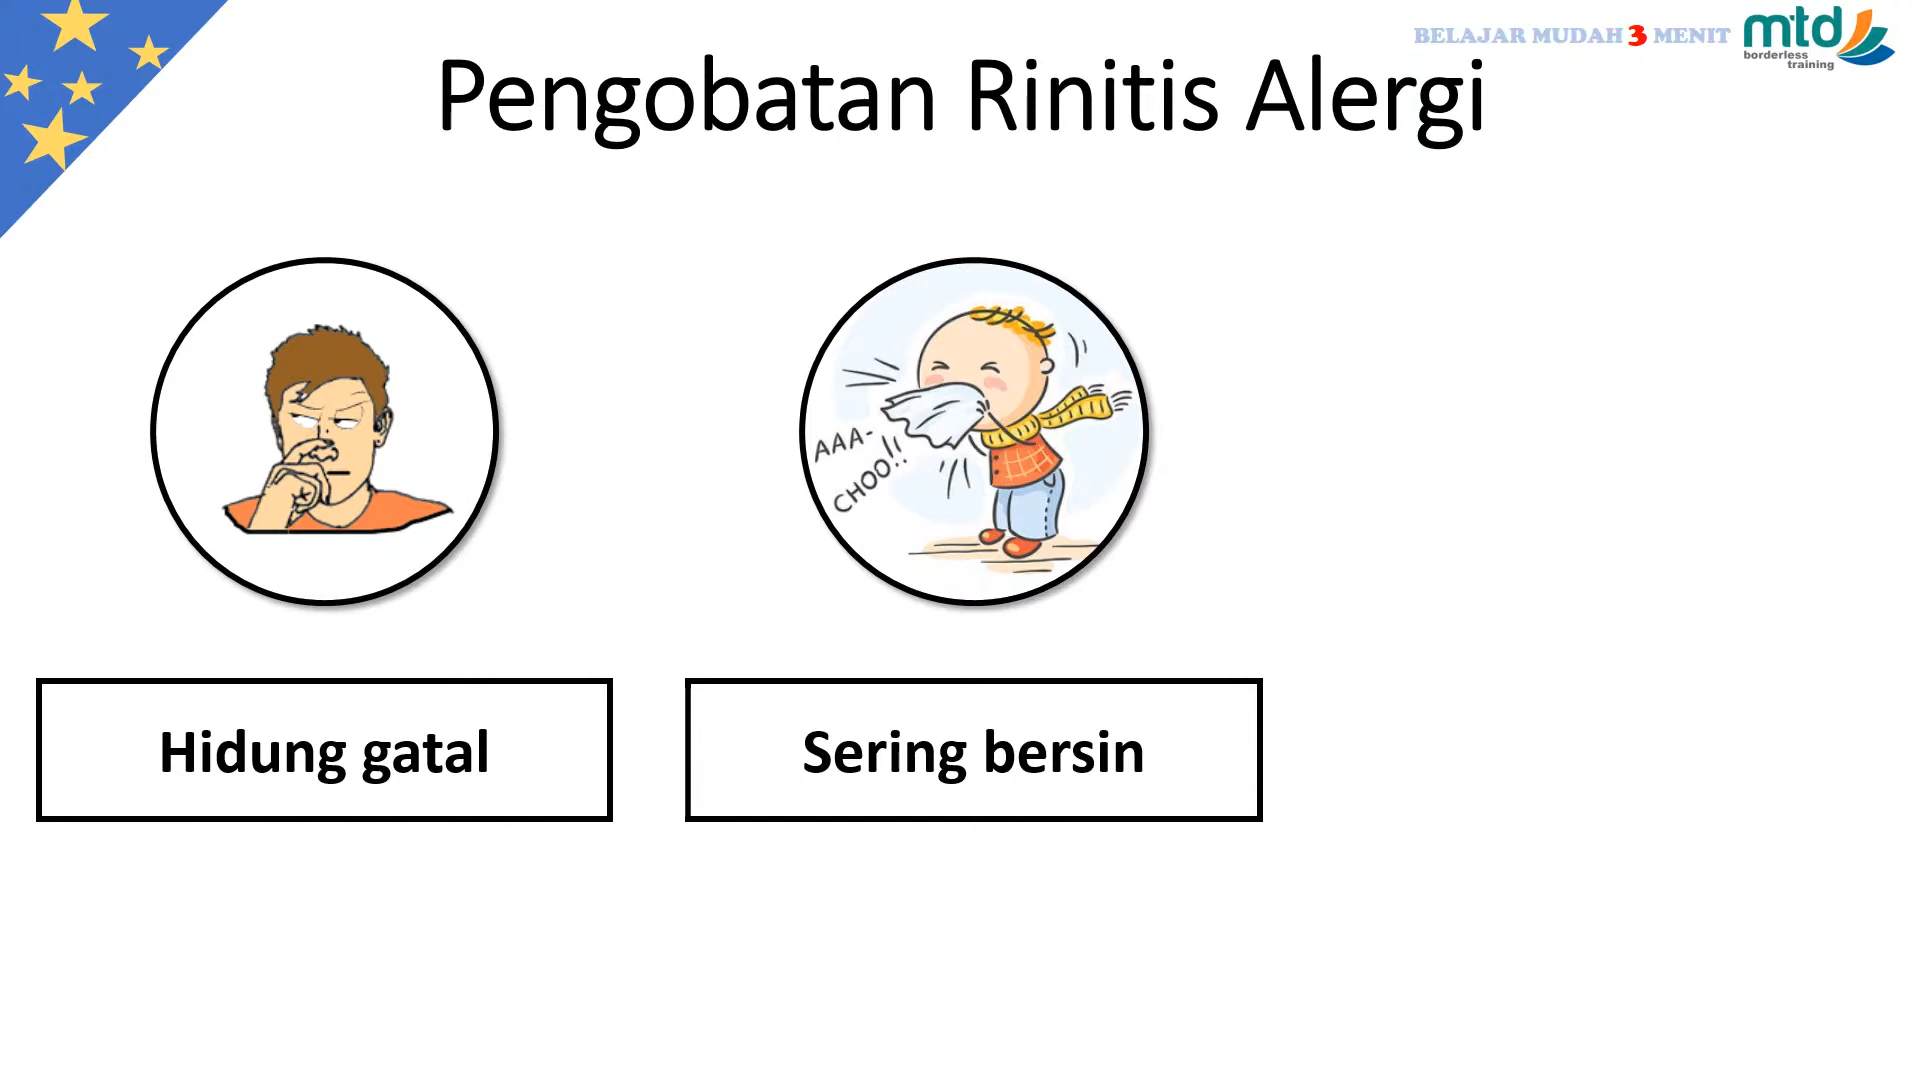 BELAJAR MUDAH 3 MENIT
mtd
borderless
training
Pengobatan Rinitis Alergi
AAA-
CHOO!!
Hidung gatal
Sering bersin